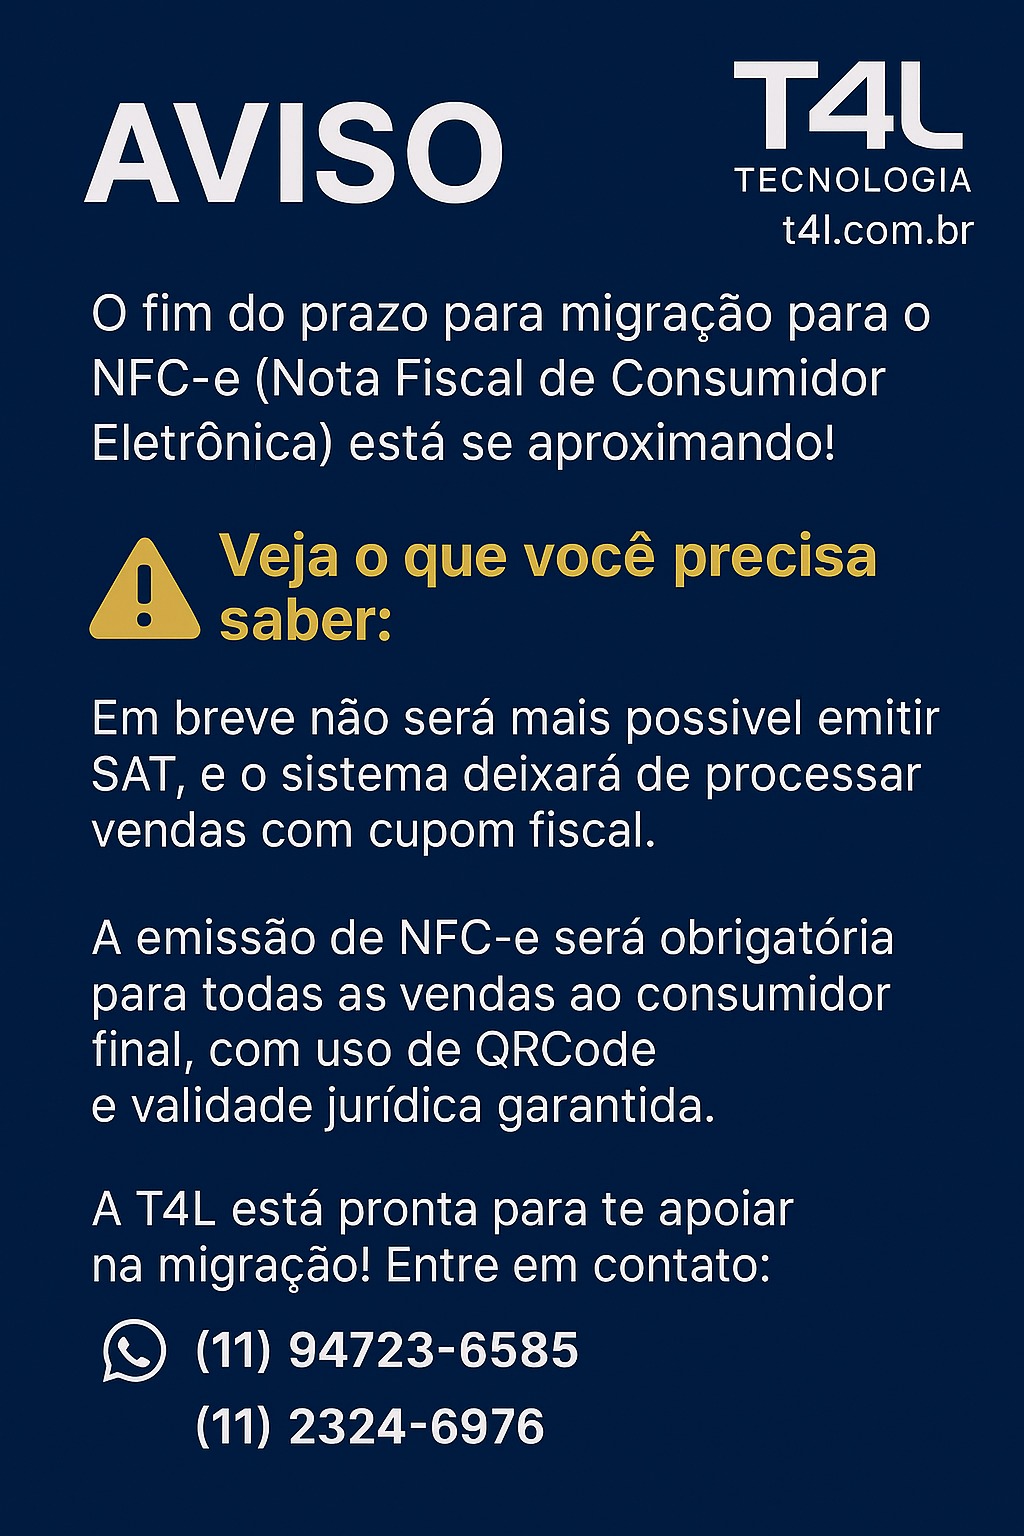 AVISO
T4L
TECNOLOGIA
t4l.com.br
O fim do prazo para migração para o
NFC-e (Nota Fiscal de Consumidor
Eletrônica) está se aproximando!
Veja o que você precisa
saber:
Em breve não será mais possivel emitir
SAT, e o sistema deixará de processar
vendas com cupom fiscal.
A emissão de NFC-e será obrigatória
para todas as vendas ao consumidor
final, com uso de QRCode
e validade jurídica garantida.
A T4L está pronta para te apoiar
na migração! Entre em contato:
(11) 94723-6585
(11) 2324-6976